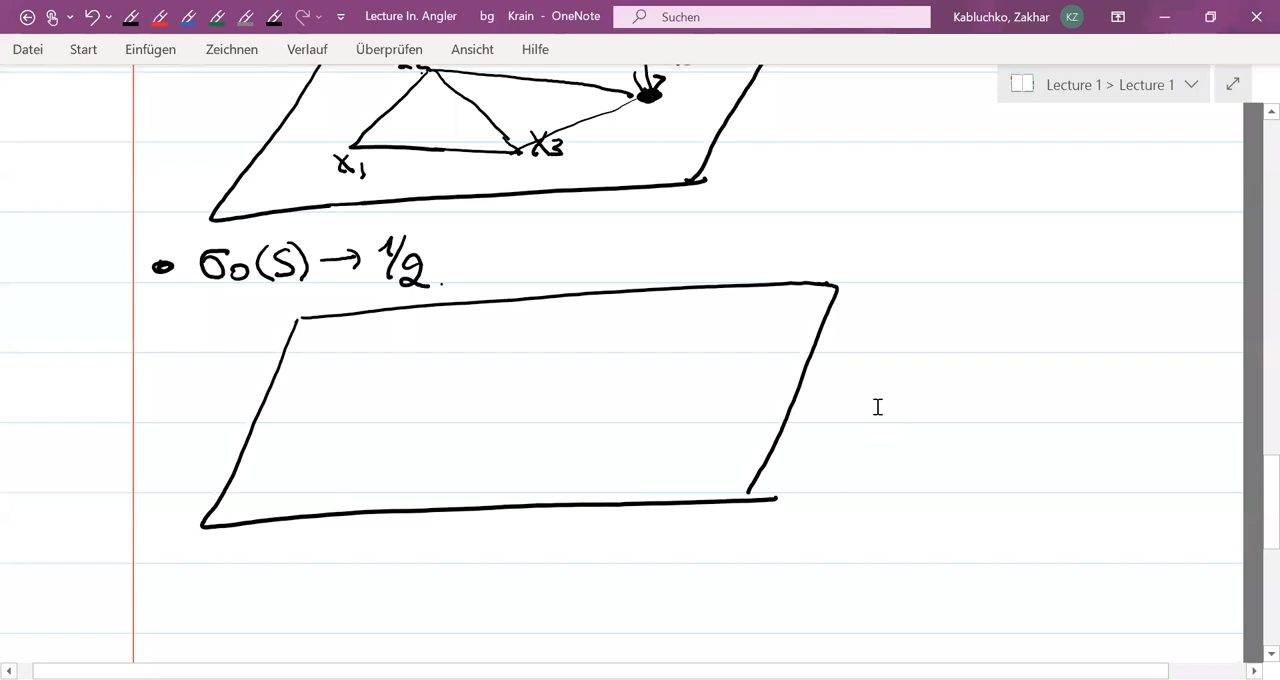 Lecture In. Angler bg Krain - OneNote
Suchen
Kabluchko, Zakhar KZ
Datei Start Einfügen Zeichnen Verlauf Überprüfen Ansicht Hilfe
Lecture 1 > Lecture 1
X₃
X₁
• σ₀(S) → 1/2.